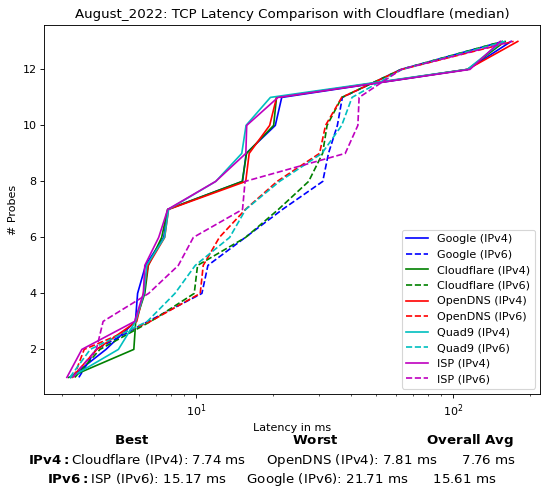 August_2022: TCP Latency Comparison with Cloudflare (median)
12
10
8
6
4
2
# Probes
Google (IPv4)
Google (IPv6)
Cloudflare (IPv4)
Cloudflare (IPv6)
OpenDNS (IPv4)
OpenDNS (IPv6)
Quad9 (IPv4)
Quad9 (IPv6)
ISP (IPv4)
ISP (IPv6)
10¹ 10²
Latency in ms
Best Worst Overall Avg
IPv4: Cloudflare (IPv4): 7.74 ms OpenDNS (IPv4): 7.81 ms 7.76 ms
IPv6: ISP (IPv6): 15.17 ms Google (IPv6): 21.71 ms 15.61 ms